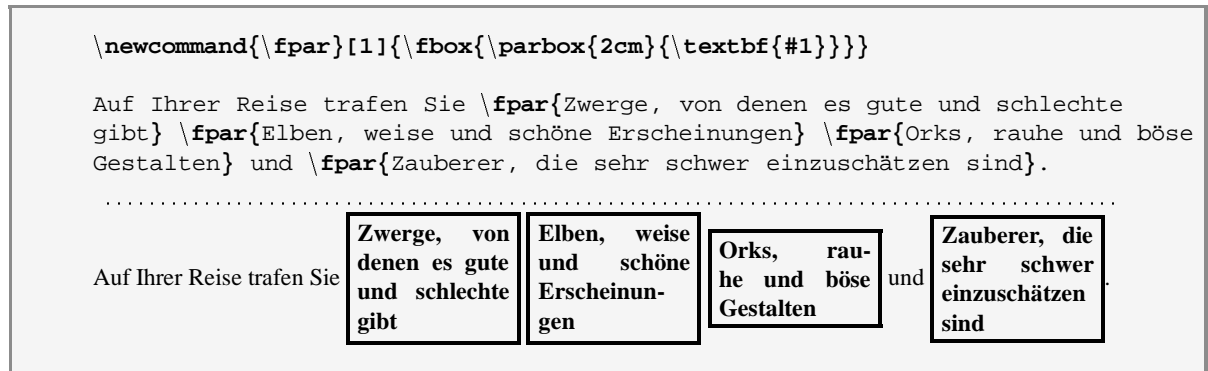 \newcommand{\fpar}[1]{\fbox{\parbox{2cm}{\textbf{#1}}}}
Auf Ihrer Reise trafen Sie \fpar{Zwerge, von denen es gute und schlechte
gibt} \fpar{Elben, weise und schöne Erscheinungen} \fpar{Orks, rauhe und böse
Gestalten} und \fpar{Zauberer, die sehr schwer einzuschätzen sind}.
Auf Ihrer Reise trafen Sie
Zwerge, von
denen es gute
und schlechte
gibt
Elben, weise
und schöne
Erscheinun-
gen
Orks, rau-
he und böse
Gestalten
und
Zauberer, die
sehr schwer
einzuschätzen
sind
.